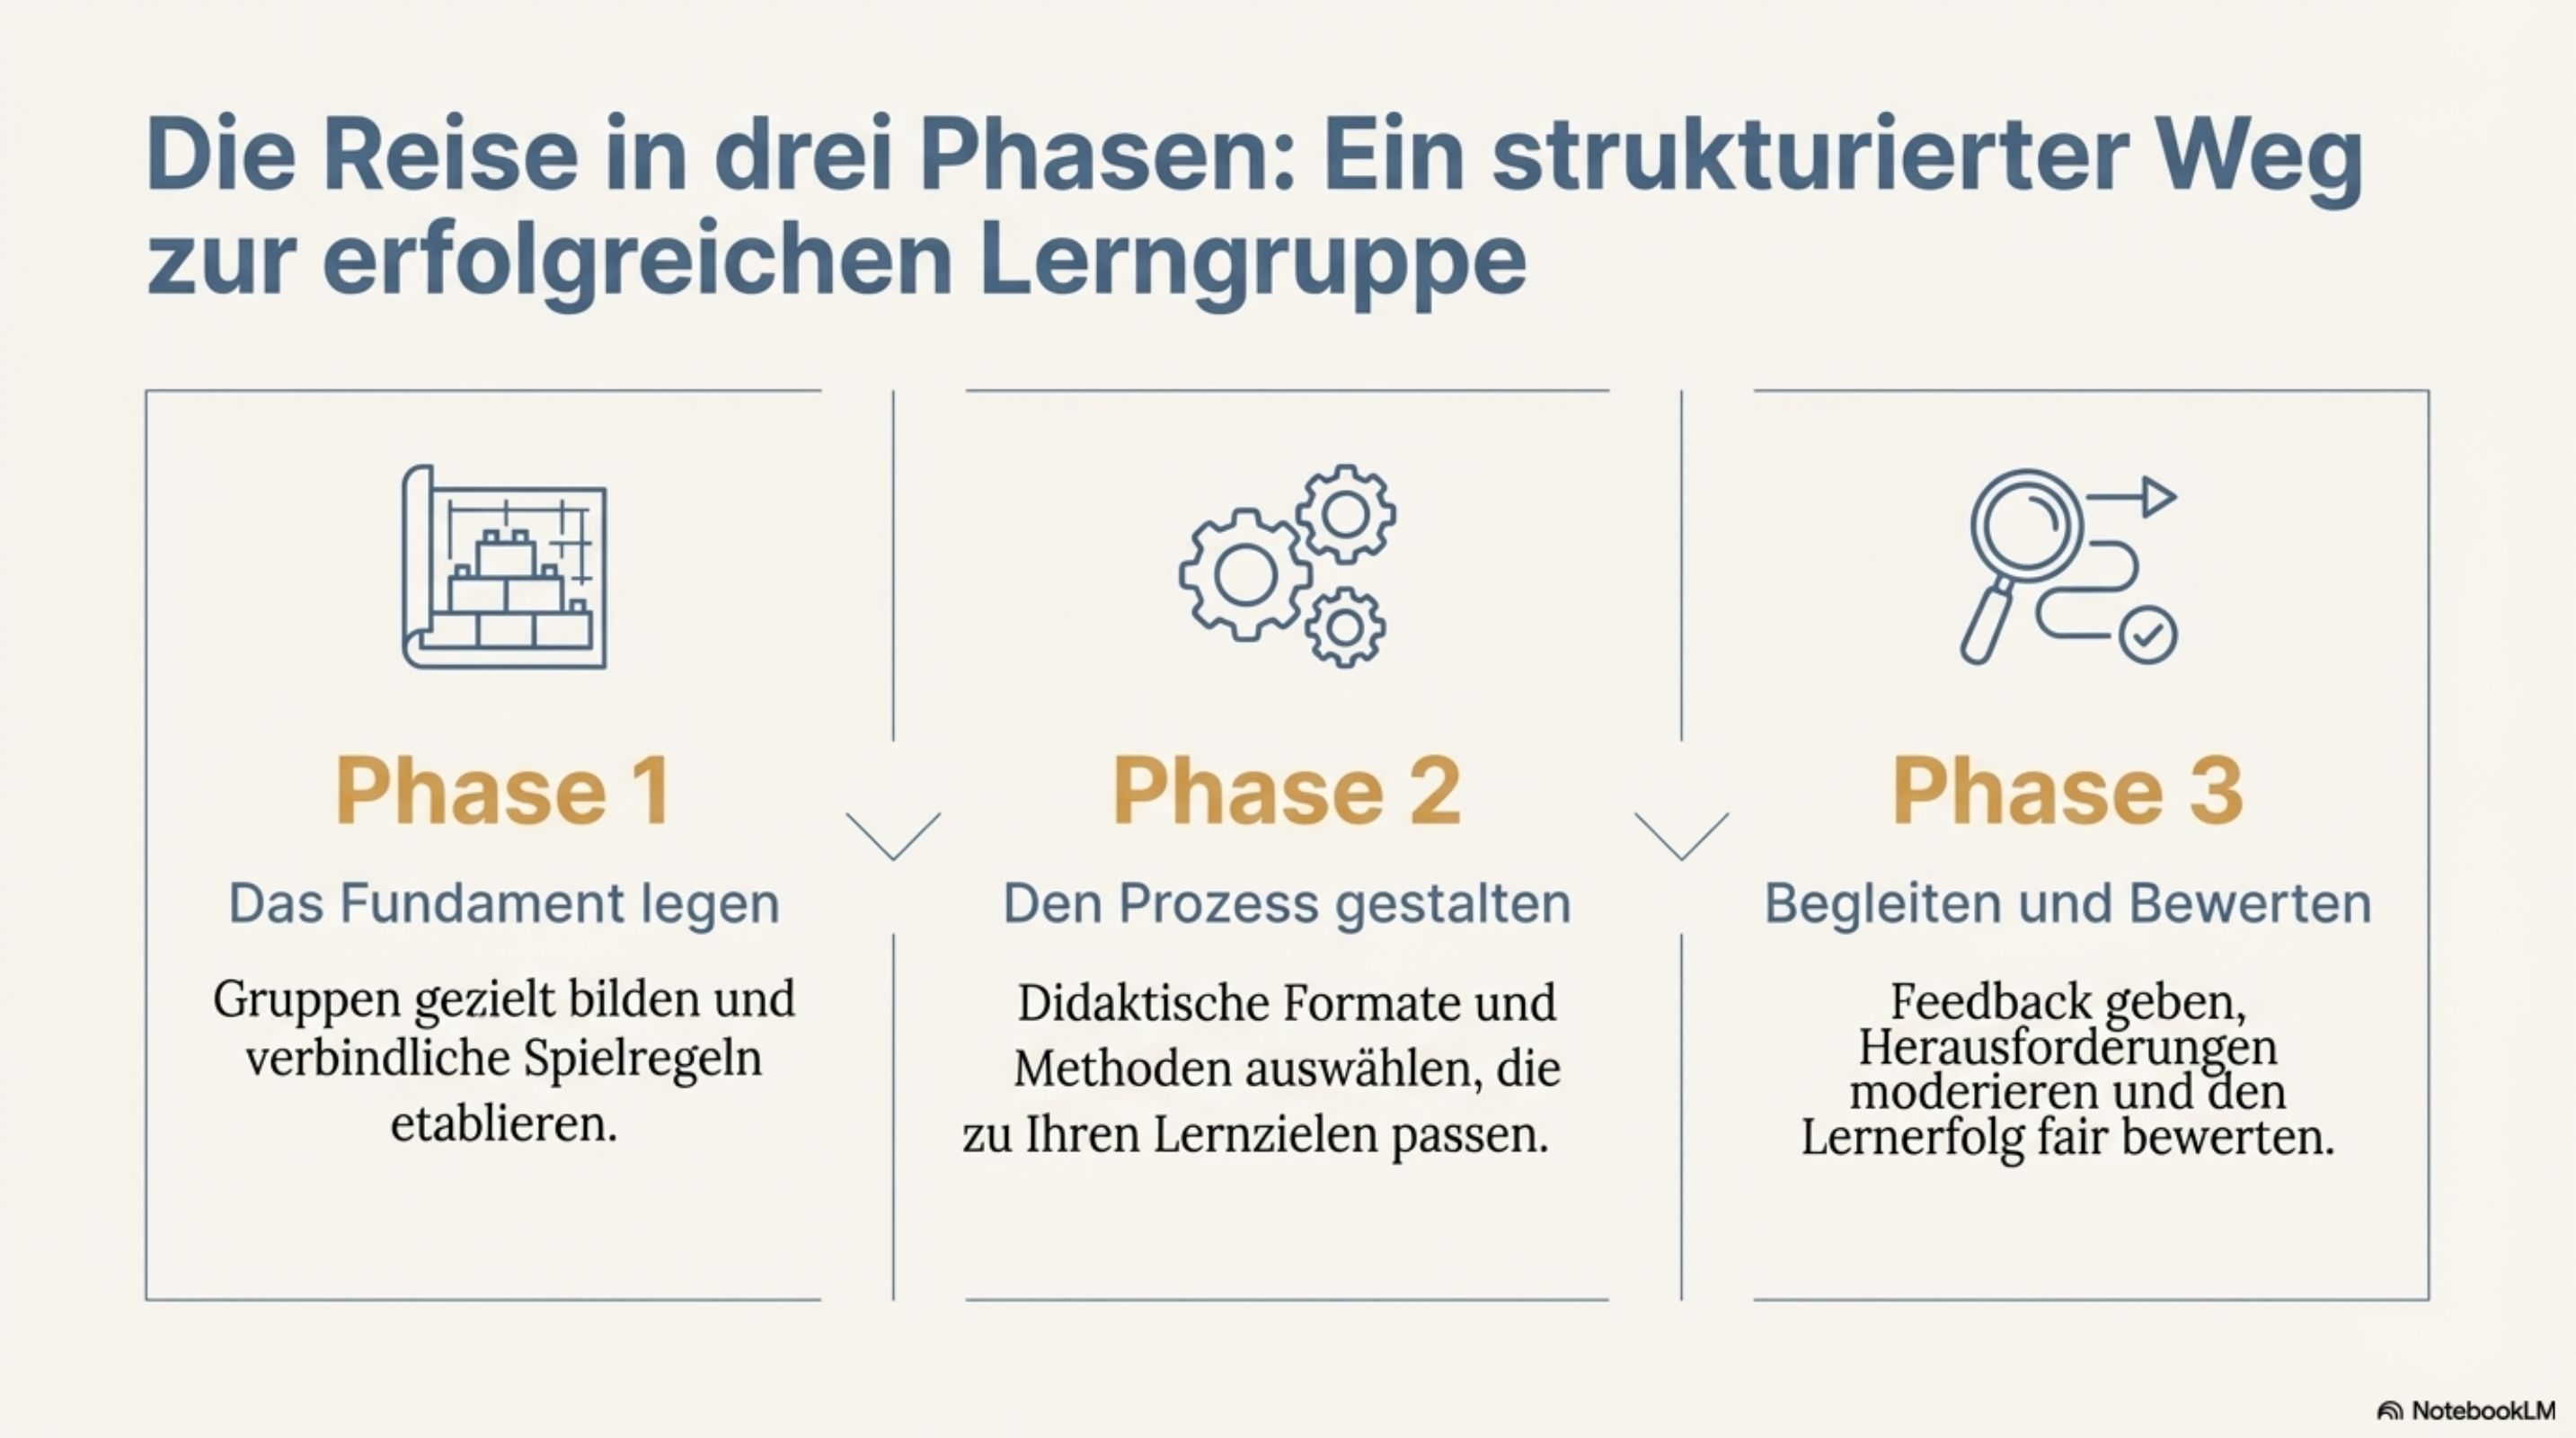 Die Reise in drei Phasen: Ein strukturierter Weg
zur erfolgreichen Lerngruppe
Phase 1
Das Fundament legen
Gruppen gezielt bilden und
verbindliche Spielregeln
etablieren.
Phase 2
Den Prozess gestalten
Didaktische Formate und
Methoden auswählen, die
zu Ihren Lernzielen passen.
Phase 3
Begleiten und Bewerten
Feedback geben,
Herausforderungen
moderieren und den
Lernerfolg fair bewerten.
NotebookLM